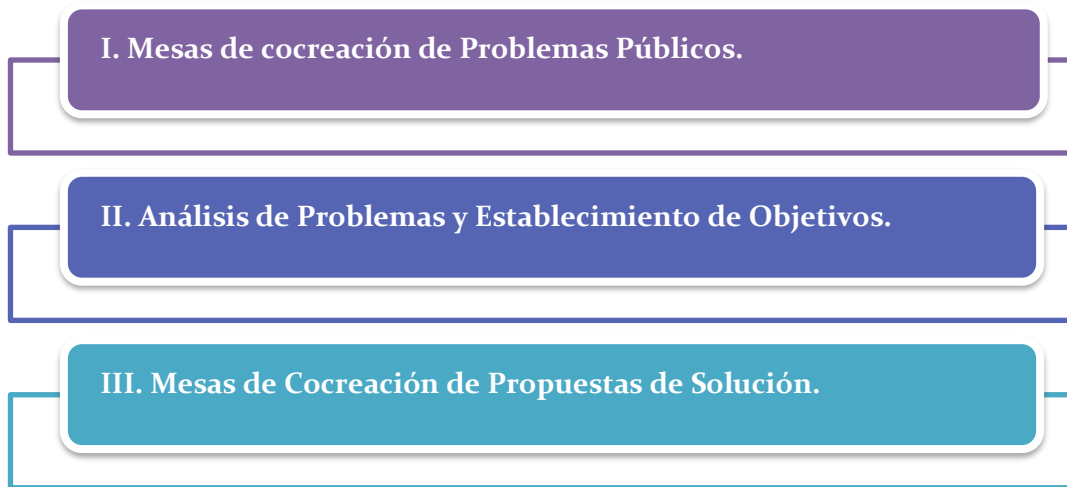 I. Mesas de cocreación de Problemas Públicos.
II. Análisis de Problemas y Establecimiento de Objetivos.
III. Mesas de Cocreación de Propuestas de Solución.